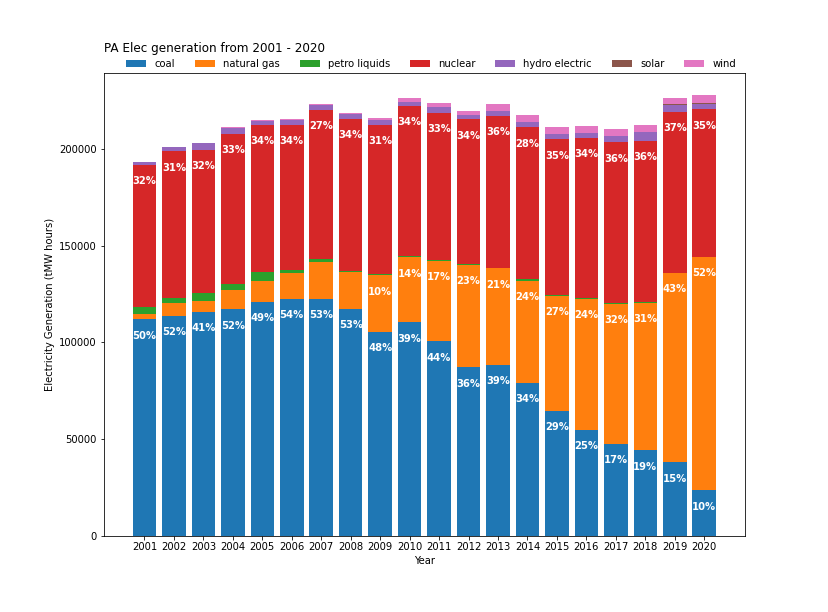 PA Elec generation from 2001 - 2020
coal natural gas petro liquids nuclear hydro electric solar wind
Electricity Generation (tMW hours)
200000
150000
100000
50000
0
32% 31% 32% 33% 34% 34% 27% 34% 31% 34% 33% 34% 36% 28% 35% 34% 36% 36% 37% 35%
10% 14% 17% 23% 21% 24% 27% 24% 32% 31% 43% 52%
50% 52% 41% 52% 49% 54% 53% 53% 48% 39% 44% 36% 39% 34% 29% 25% 17% 19% 15% 10%
2001 2002 2003 2004 2005 2006 2007 2008 2009 2010 2011 2012 2013 2014 2015 2016 2017 2018 2019 2020
Year